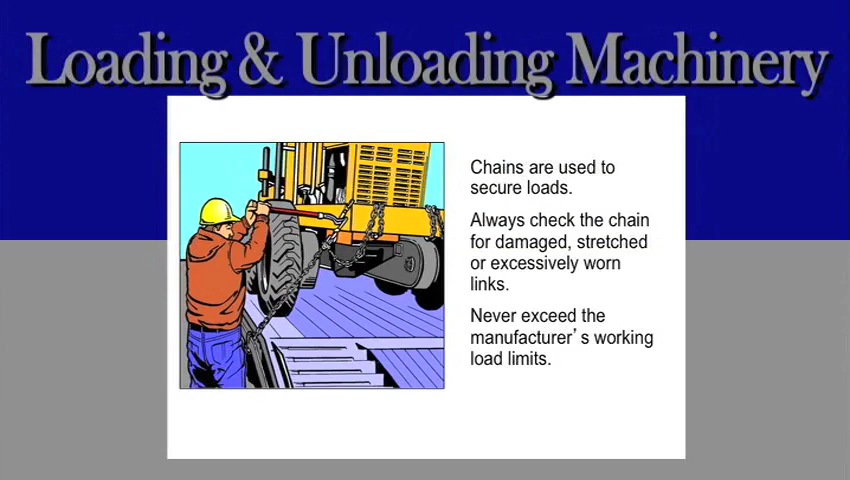 Loading & Unloading Machinery
Chains are used to
secure loads.
Always check the chain
for damaged, stretched
or excessively worn
links.
Never exceed the
manufacturer’s working
load limits.